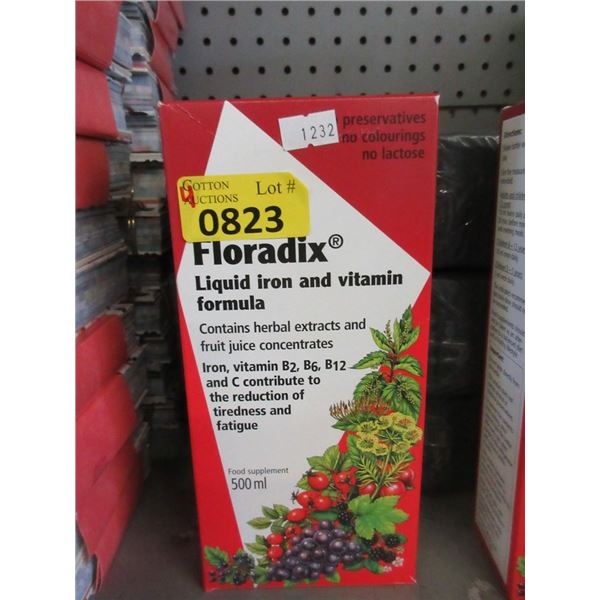 preservatives
no colourings
no lactose
1232
4
COTTON
AUCTIONS
Lot #
0823
Floradix®
Liquid iron and vitamin
formula
Contains herbal extracts and
fruit juice concentrates
Iron, vitamin B2, B6, B12
and C contribute to
the reduction of
tiredness and
fatigue
Food supplement
500 ml
Directions: